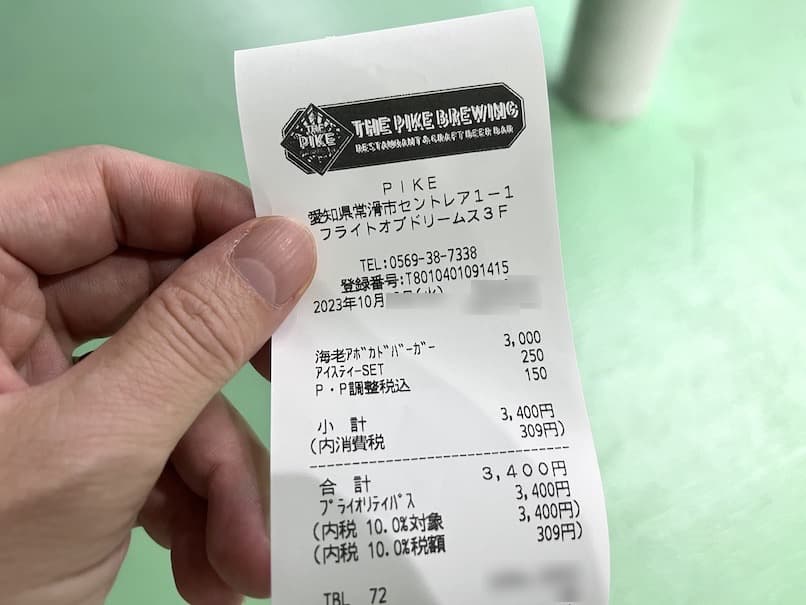 THE PIKE
THE PIKE BREWING
RESTAURANT & CRAFT BEER BAR
PIKE
愛知県常滑市セントレア1-1
フライトオブドリームス3F
TEL:0569-38-7338
登録番号:T8010401091415
2023年10月
海老アボカドバーガー 3,000
アイスティーSET 250
P・P調整税込 150
小 計 3,400円
(内消費税 309円)
合 計 3,400円
プライオリティパス 3,400円
(内税 10.0%対象 3,400円)
(内税 10.0%税額 309円)
TBL 72